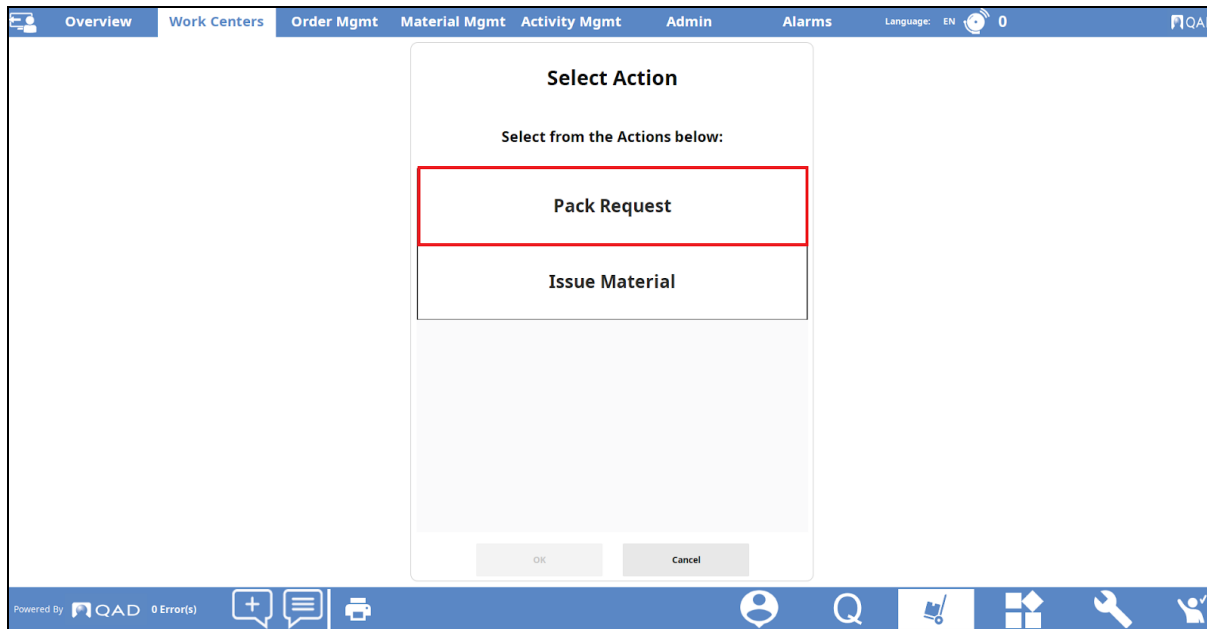 Overview Work Centers Order Mgmt Material Mgmt Activity Mgmt Admin Alarms Language: EN 0 QAD
Select Action
Select from the Actions below:
Pack Request
Issue Material
OK Cancel
Powered By QAD 0 Error(s) Q